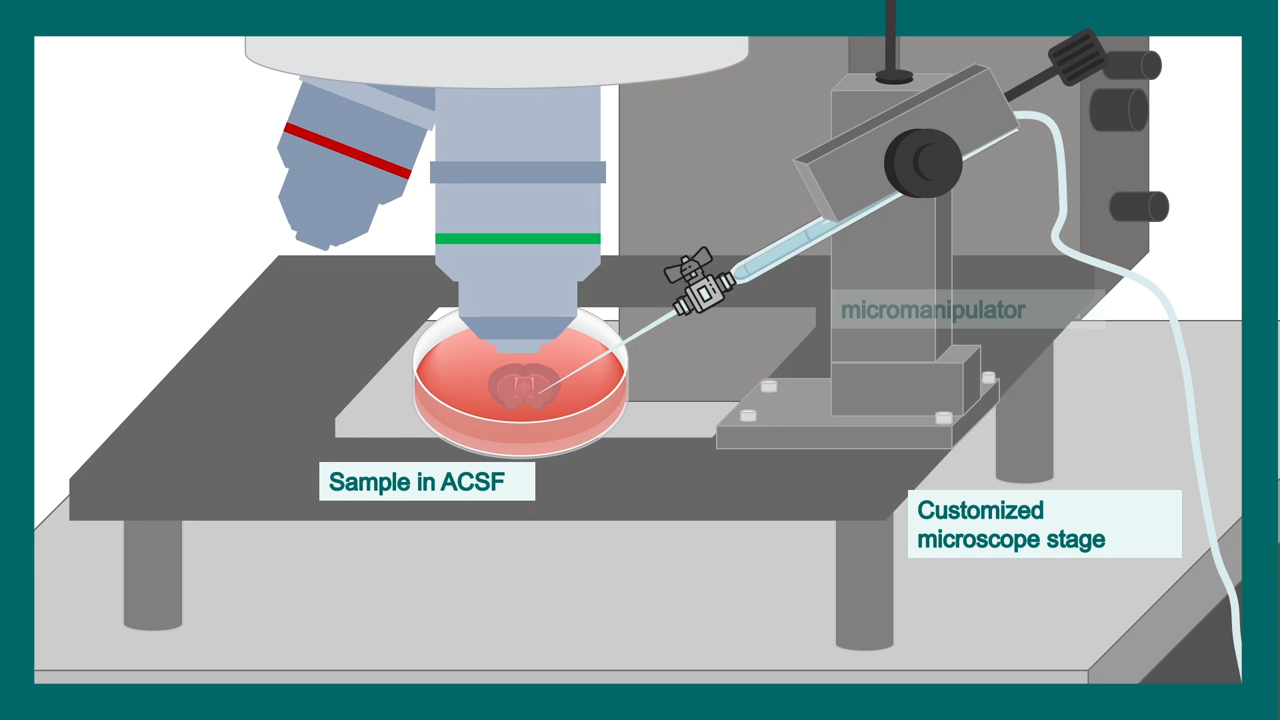 micromanipulator
Sample in ACSF
Customized
microscope stage